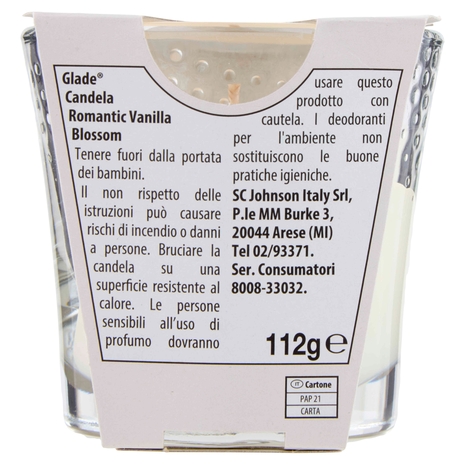 Glade®
Candela
Romantic Vanilla
Blossom
Tenere fuori dalla portata
dei bambini.
Il non rispetto delle
istruzioni può causare
rischi di incendio o danni
a persone. Bruciare la
candela su una
superficie resistente al
calore. Le persone
sensibili all'uso di
profumo dovranno
usare questo
prodotto con
cautela. I deodoranti
per l'ambiente non
sostituiscono le buone
pratiche igieniche.
SC Johnson Italy Srl,
P.le MM Burke 3,
20044 Arese (MI)
Tel 02/93371.
Ser. Consumatori
8008-33032.
112g℮
IT Cartone
PAP 21
CARTA